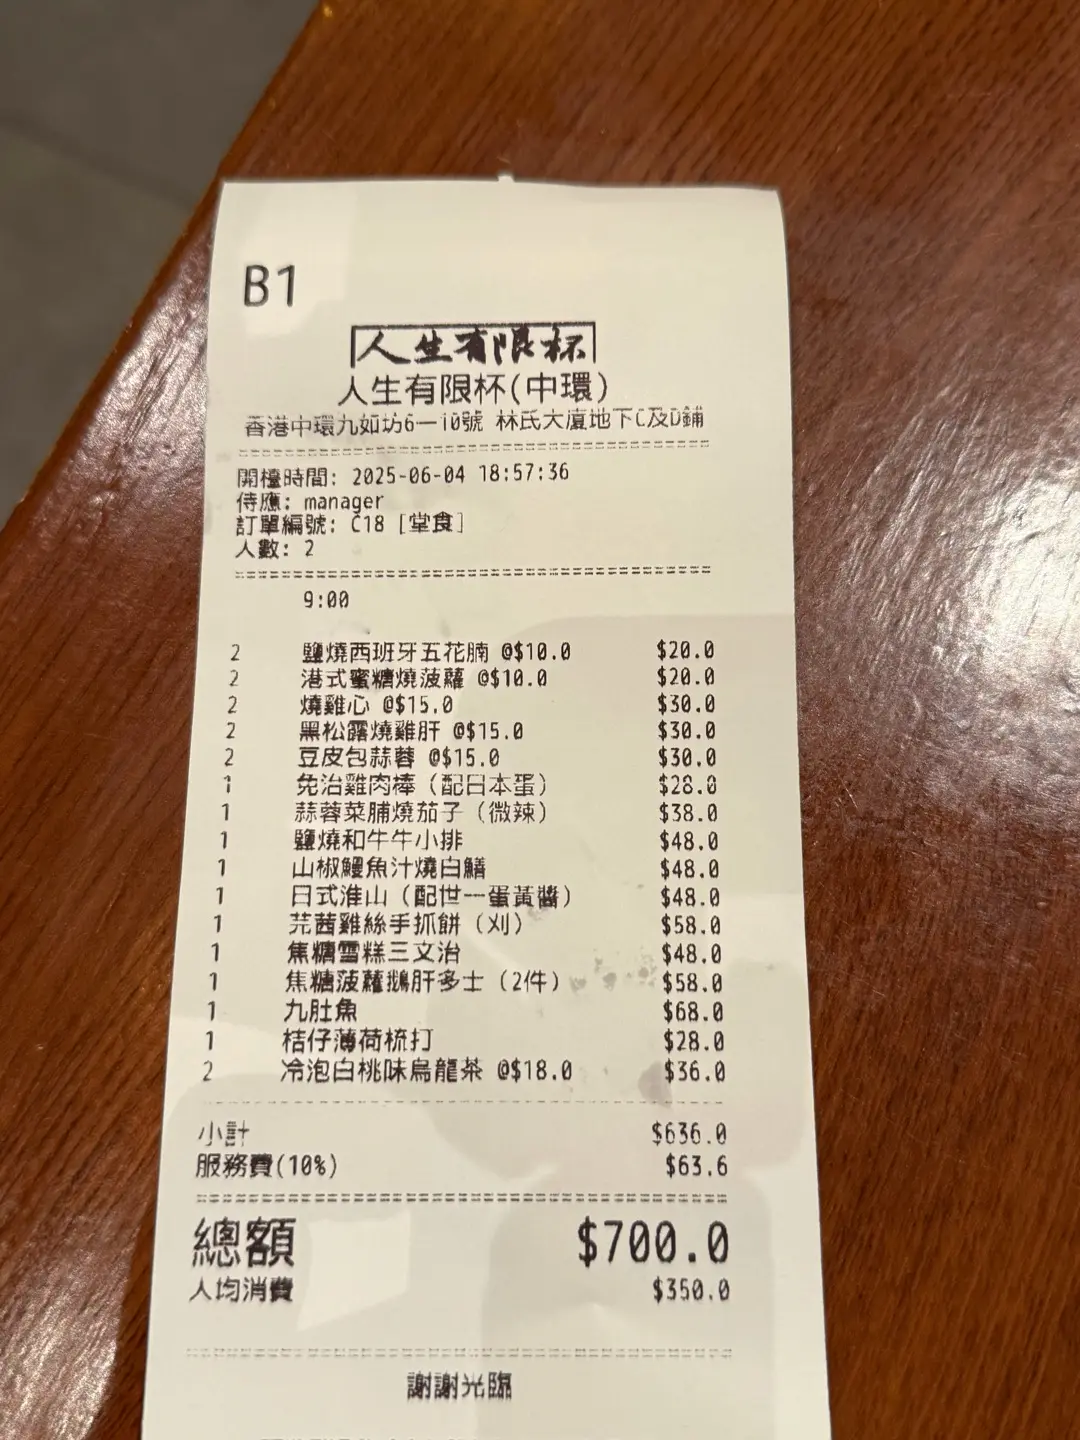 B1
人生有限杯
人生有限杯(中環)
香港中環九如坊6一10號 林氏大廈地下C及D鋪
開檯時間: 2025-06-04 18:57:36
侍應: manager
訂單編號: C18 [堂食]
人數: 2
9:00
2 鹽燒西班牙五花腩 @$10.0 $20.0
2 港式蜜糖燒菠蘿 @$10.0 $20.0
2 燒雞心 @$15.0 $30.0
2 黑松露燒雞肝 @$15.0 $30.0
2 豆皮包蒜蓉 @$15.0 $30.0
1 免治雞肉棒（配日本蛋） $28.0
1 蒜蓉菜脯燒茄子（微辣） $38.0
1 鹽燒和牛牛小排 $48.0
1 山椒鰻魚汁燒白鱔 $48.0
1 日式淮山（配世一蛋黃醬） $48.0
1 芫茜雞絲手抓餅（刈） $58.0
1 焦糖雪糕三文治 $48.0
1 焦糖菠蘿鵝肝多士（2件） $58.0
1 九肚魚 $68.0
1 桔仔薄荷梳打 $28.0
2 冷泡白桃味烏龍茶 @$18.0 $36.0
小計 $636.0
服務費(10%) $63.6
總額 $700.0
人均消費 $350.0
謝謝光臨